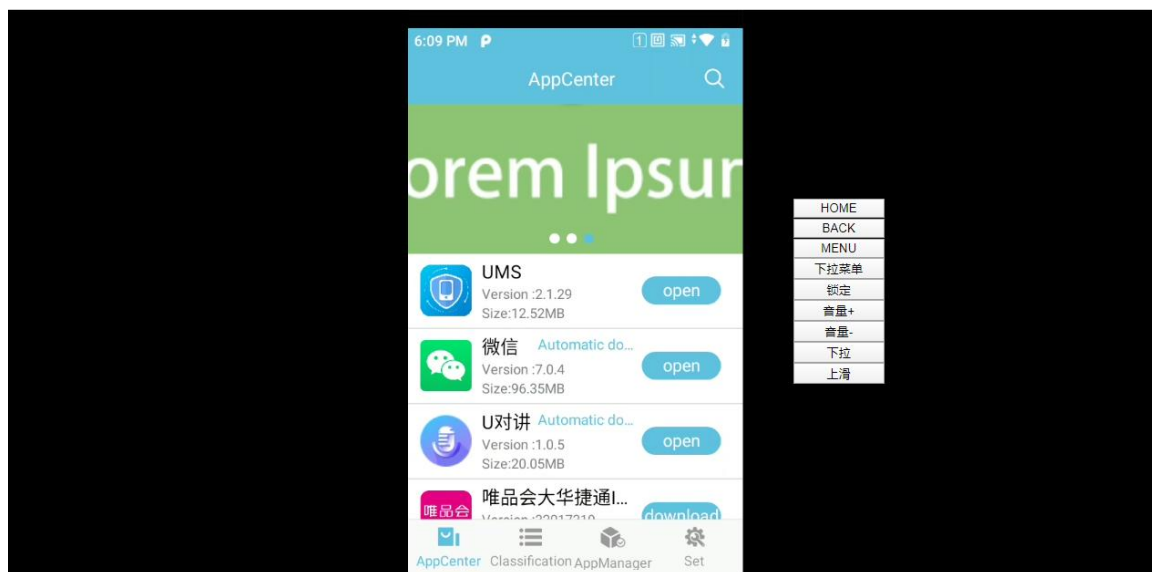 6:09 PM
1
AppCenter
orem Ipsur
UMS
Version :2.1.29
Size:12.52MB
open
微信 Automatic do...
Version :7.0.4
Size:96.35MB
open
U对讲 Automatic do...
Version :1.0.5
Size:20.05MB
open
唯品会
唯品会大华捷通I...
Version :22017210
download
AppCenter
Classification
AppManager
Set
HOME
BACK
MENU
下拉菜单
锁定
音量+
音量-
下拉
上滑